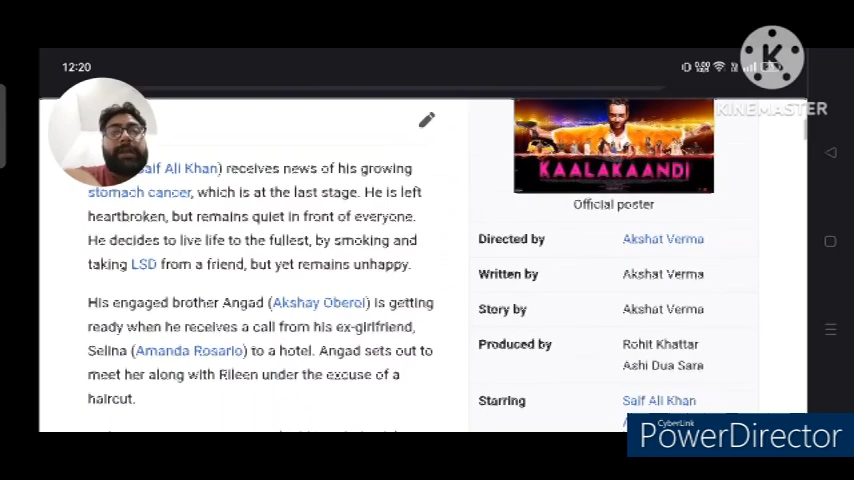 12:20
KINEMASTER
Saif Ali Khan) receives news of his growing
stomach cancer, which is at the last stage. He is left
heartbroken, but remains quiet in front of everyone.
He decides to live life to the fullest, by smoking and
taking LSD from a friend, but yet remains unhappy.
His engaged brother Angad (Akshay Oberoi) is getting
ready when he receives a call from his ex-girlfriend,
Selina (Amanda Rosario) to a hotel. Angad sets out to
meet her along with Rileen under the excuse of a
haircut.
KAALAKAANDI
Official poster
Directed by Akshat Verma
Written by Akshat Verma
Story by Akshat Verma
Produced by Rohit Khattar
Ashi Dua Sara
Starring Saif Ali Khan
CyberLink
PowerDirector